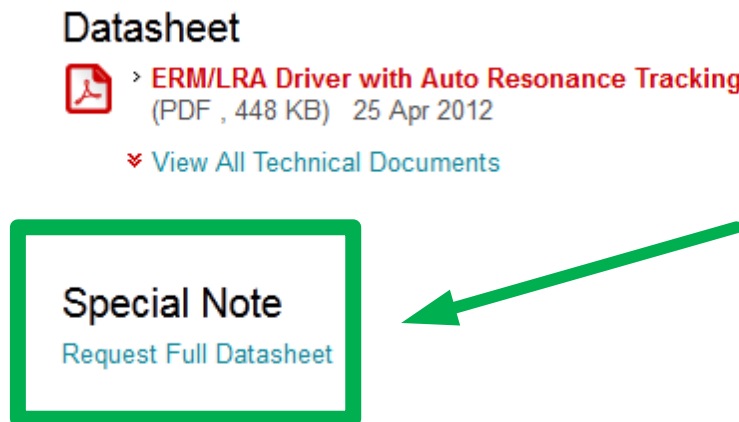 Datasheet
> ERM/LRA Driver with Auto Resonance Tracking
(PDF , 448 KB) 25 Apr 2012
View All Technical Documents
Special Note
Request Full Datasheet